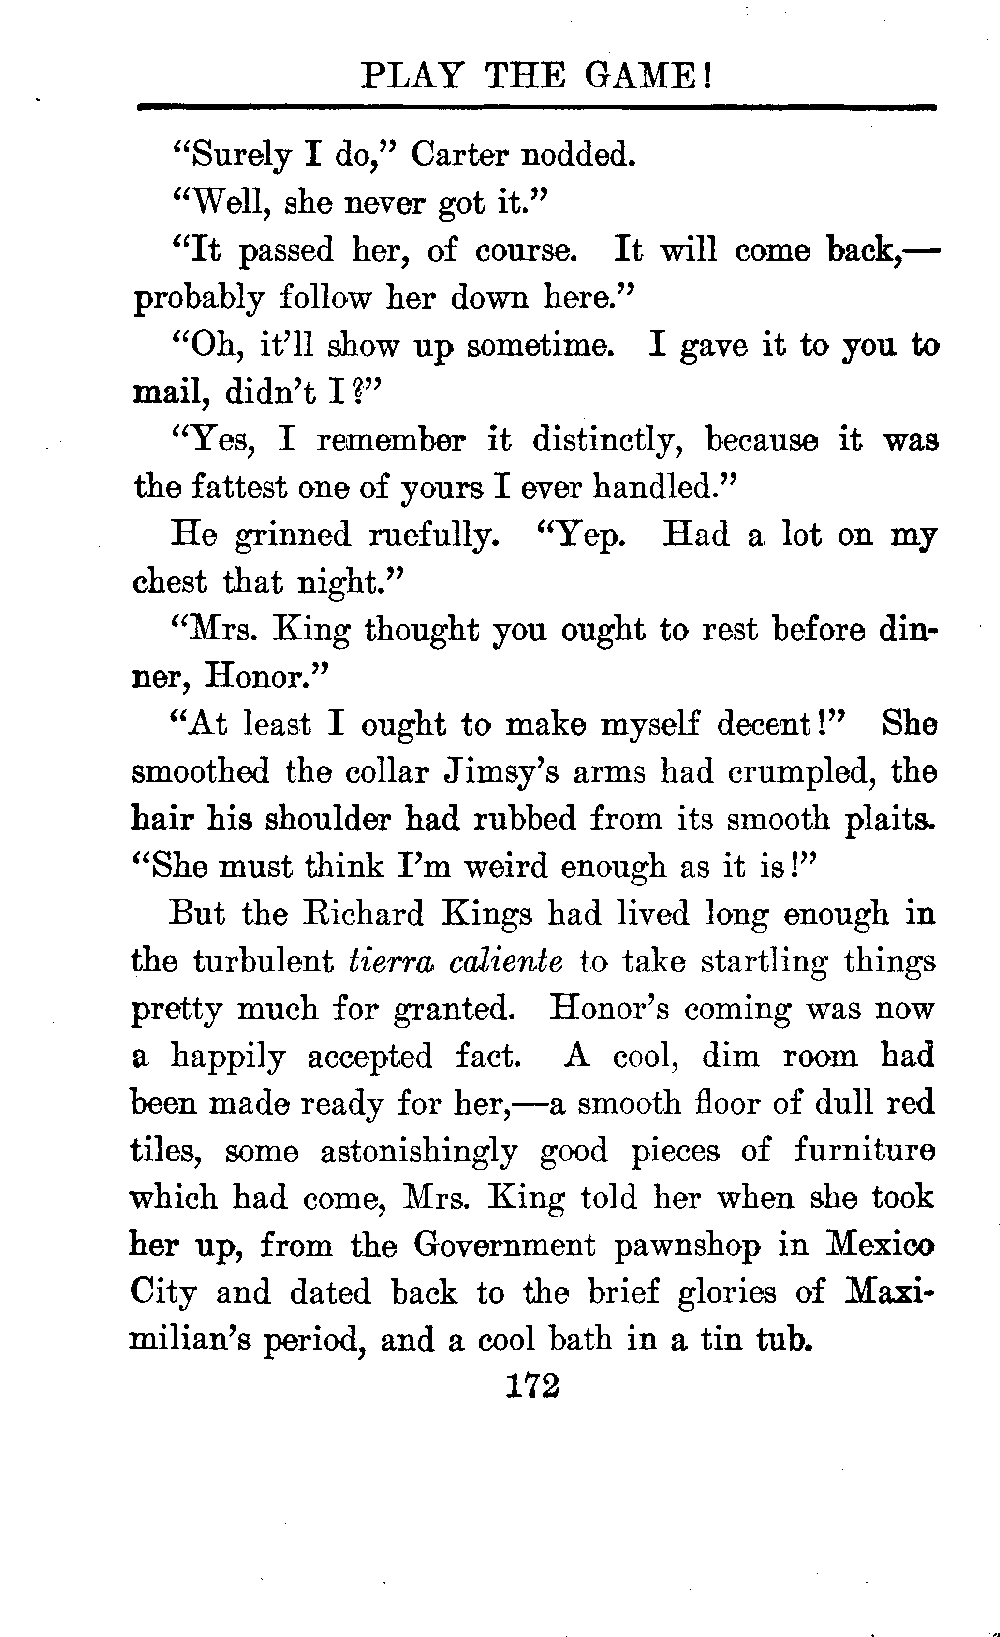 PLAY THE GAME!
“Surely I do,” Carter nodded.
“Well, she never got it.”
“It passed her, of course. It will come back,—
probably follow her down here.”
“Oh, it’ll show up sometime. I gave it to you to
mail, didn’t I?”
“Yes, I remember it distinctly, because it was
the fattest one of yours I ever handled.”
He grinned ruefully. “Yep. Had a lot on my
chest that night.”
“Mrs. King thought you ought to rest before din-
ner, Honor.”
“At least I ought to make myself decent!” She
smoothed the collar Jimsy’s arms had crumpled, the
hair his shoulder had rubbed from its smooth plaits.
“She must think I’m weird enough as it is!”
But the Richard Kings had lived long enough in
the turbulent tierra caliente to take startling things
pretty much for granted. Honor’s coming was now
a happily accepted fact. A cool, dim room had
been made ready for her,—a smooth floor of dull red
tiles, some astonishingly good pieces of furniture
which had come, Mrs. King told her when she took
her up, from the Government pawnshop in Mexico
City and dated back to the brief glories of Maxi-
milian’s period, and a cool bath in a tin tub.
172